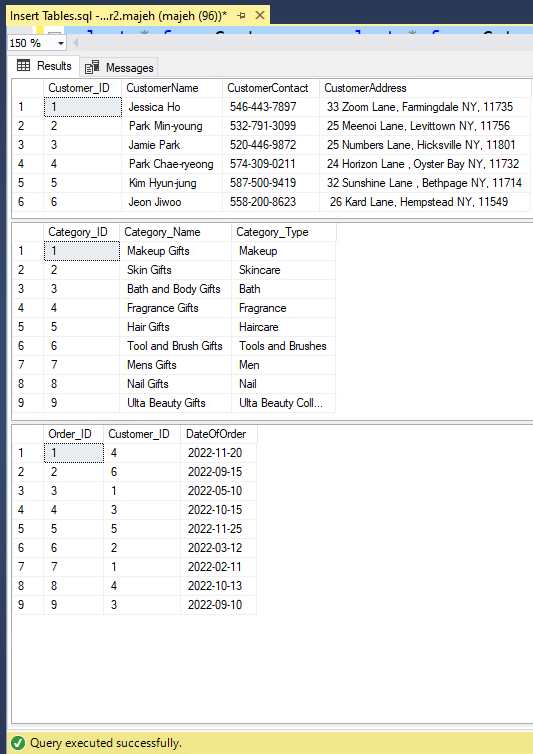 Insert Tables.sql -...r2.majeh (majeh (96))*
150 %
Results Messages
Customer_ID CustomerName CustomerContact CustomerAddress
1 1 Jessica Ho 546-443-7897 33 Zoom Lane, Farmingdale NY, 11735
2 2 Park Min-young 532-791-3099 25 Meenoi Lane, Levittown NY, 11756
3 3 Jamie Park 520-446-9872 25 Numbers Lane, Hicksville NY, 11801
4 4 Park Chae-ryeong 574-309-0211 24 Horizon Lane , Oyster Bay NY, 11732
5 5 Kim Hyun-jung 587-500-9419 32 Sunshine Lane , Bethpage NY, 11714
6 6 Jeon Jiwoo 558-200-8623 26 Kard Lane, Hempstead NY, 11549
Category_ID Category_Name Category_Type
1 1 Makeup Gifts Makeup
2 2 Skin Gifts Skincare
3 3 Bath and Body Gifts Bath
4 4 Fragrance Gifts Fragrance
5 5 Hair Gifts Haircare
6 6 Tool and Brush Gifts Tools and Brushes
7 7 Mens Gifts Men
8 8 Nail Gifts Nail
9 9 Ulta Beauty Gifts Ulta Beauty Coll...
Order_ID Customer_ID DateOfOrder
1 1 4 2022-11-20
2 2 6 2022-09-15
3 3 1 2022-05-10
4 4 3 2022-10-15
5 5 5 2022-11-25
6 6 2 2022-03-12
7 7 1 2022-02-11
8 8 4 2022-10-13
9 9 3 2022-09-10
Query executed successfully.